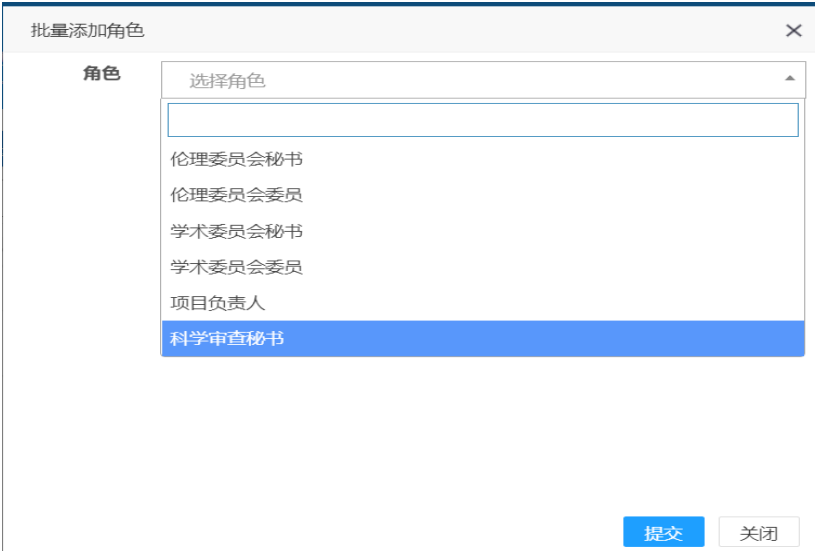 批量添加角色
角色
选择角色
伦理委员会秘书
伦理委员会委员
学术委员会秘书
学术委员会委员
项目负责人
科学审查秘书
提交 关闭